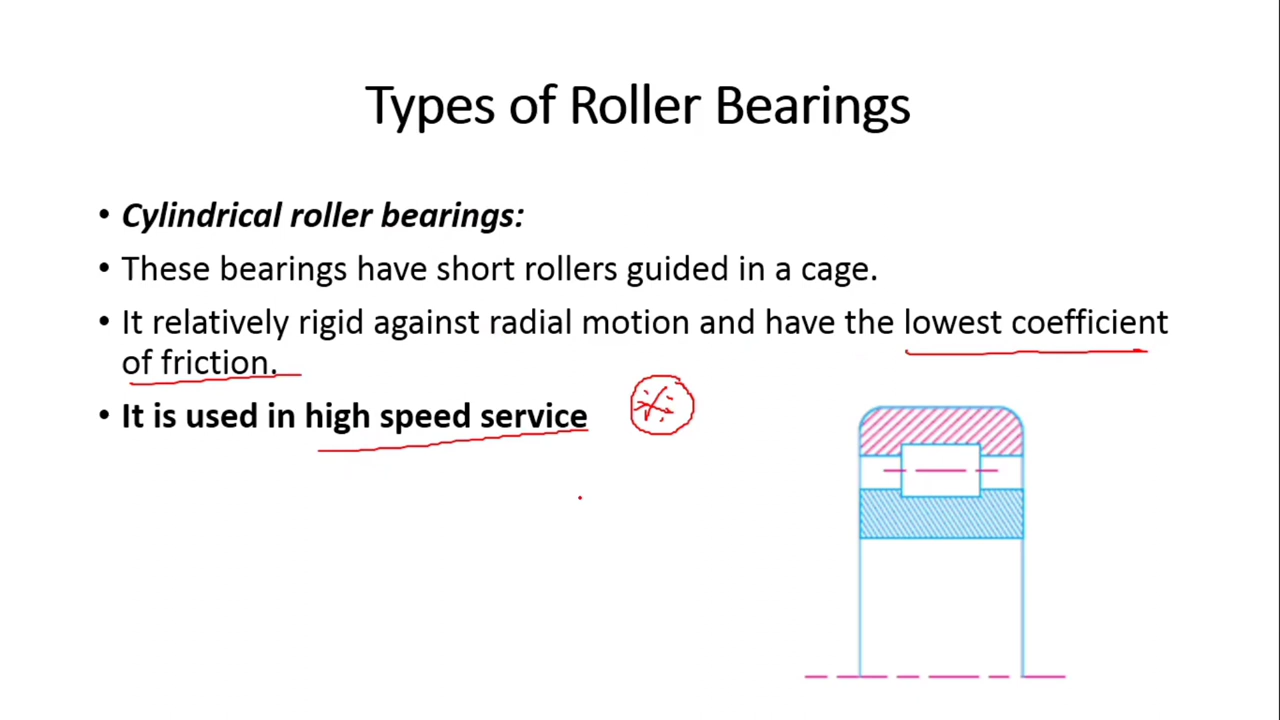 Types of Roller Bearings
• Cylindrical roller bearings:
• These bearings have short rollers guided in a cage.
• It relatively rigid against radial motion and have the lowest coefficient
of friction.
• It is used in high speed service